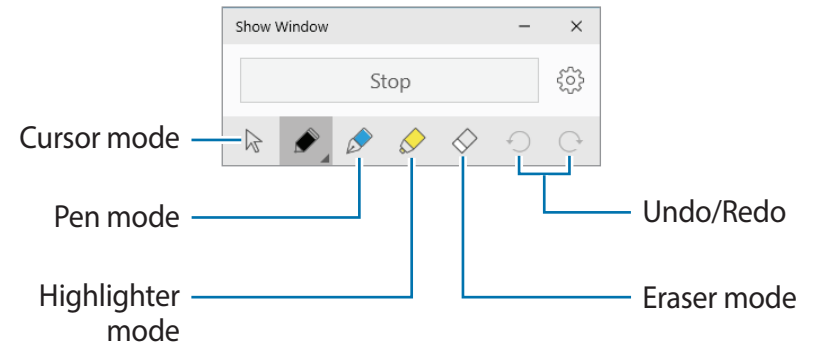 Show Window
Stop
Cursor mode
Pen mode
Undo/Redo
Highlighter
mode
Eraser mode